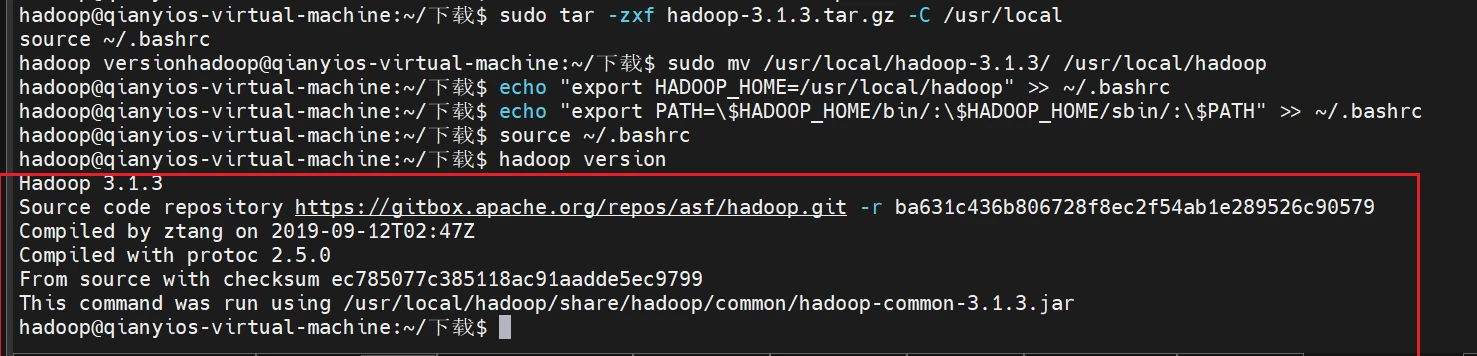 hadoop@qianyios-virtual-machine:~/下载$ sudo tar -zxf hadoop-3.1.3.tar.gz -C /usr/local
source ~/.bashrc
hadoop versionhadoop@qianyios-virtual-machine:~/下载$ sudo mv /usr/local/hadoop-3.1.3/ /usr/local/hadoop
hadoop@qianyios-virtual-machine:~/下载$ echo "export HADOOP_HOME=/usr/local/hadoop" >> ~/.bashrc
hadoop@qianyios-virtual-machine:~/下载$ echo "export PATH=\$HADOOP_HOME/bin/:\$HADOOP_HOME/sbin/:\$PATH" >> ~/.bashrc
hadoop@qianyios-virtual-machine:~/下载$ source ~/.bashrc
hadoop@qianyios-virtual-machine:~/下载$ hadoop version
Hadoop 3.1.3
Source code repository https://gitbox.apache.org/repos/asf/hadoop.git -r ba631c436b806728f8ec2f54ab1e289526c90579
Compiled by ztang on 2019-09-12T02:47Z
Compiled with protoc 2.5.0
From source with checksum ec785077c385118ac91aadde5ec9799
This command was run using /usr/local/hadoop/share/hadoop/common/hadoop-common-3.1.3.jar
hadoop@qianyios-virtual-machine:~/下载$